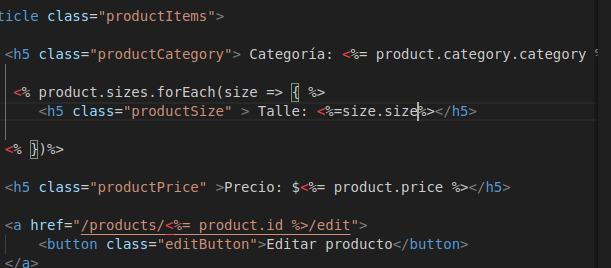 ticle class="productItems">
<h5 class="productCategory"> Categoría: <%= product.category.category %
<% product.sizes.forEach(size => { %>
<h5 class="productSize" > Talle: <%=size.size%></h5>
<% })%>
<h5 class="productPrice" >Precio: $<%= product.price %></h5>
<a href="/products/<%= product.id %>/edit">
<button class="editButton">Editar producto</button>
</a>